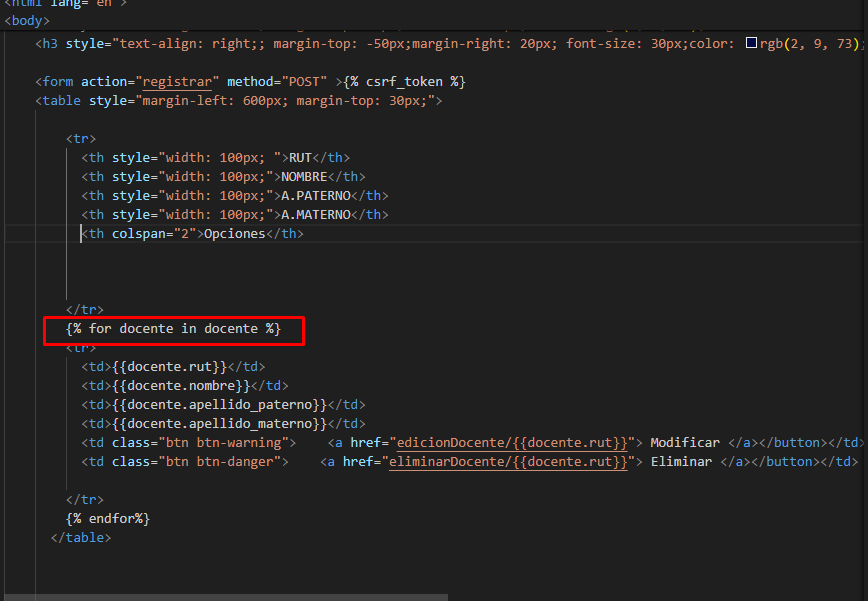 <html lang="en">
<body>
<h3 style="text-align: right;; margin-top: -50px;margin-right: 20px; font-size: 30px;color: rgb(2, 9, 73);
<form action="registrar" method="POST" >{% csrf_token %}
<table style="margin-left: 600px; margin-top: 30px;">
<tr>
<th style="width: 100px; ">RUT</th>
<th style="width: 100px;">NOMBRE</th>
<th style="width: 100px;">A.PATERNO</th>
<th style="width: 100px;">A.MATERNO</th>
<th colspan="2">Opciones</th>
</tr>
{% for docente in docente %}
<tr>
<td>{{docente.rut}}</td>
<td>{{docente.nombre}}</td>
<td>{{docente.apellido_paterno}}</td>
<td>{{docente.apellido_materno}}</td>
<td class="btn btn-warning"> <a href="edicionDocente/{{docente.rut}}"> Modificar </a></button></td>
<td class="btn btn-danger"> <a href="eliminarDocente/{{docente.rut}}"> Eliminar </a></button></td>
</tr>
{% endfor%}
</table>